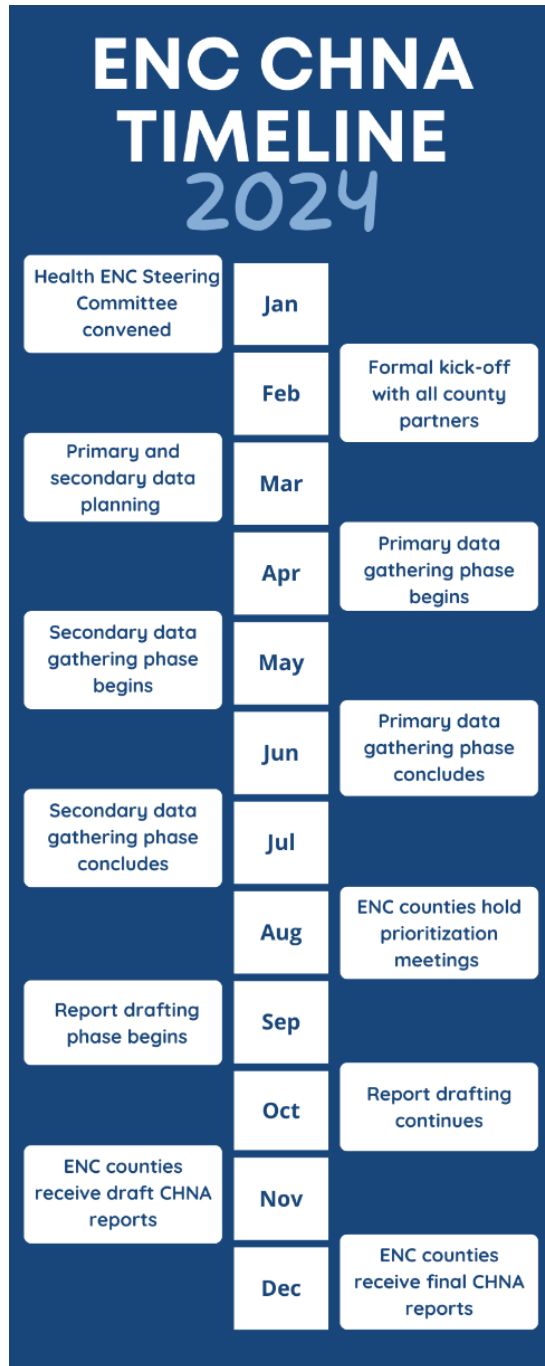 ENC CHNA
TIMELINE
2024
Health ENC Steering
Committee
convened
Jan
Feb
Formal kick-off
with all county
partners
Primary and
secondary data
planning
Mar
Apr
Primary data
gathering phase
begins
Secondary data
gathering phase
begins
May
Jun
Primary data
gathering phase
concludes
Secondary data
gathering phase
concludes
Jul
Aug
ENC counties hold
prioritization
meetings
Report drafting
phase begins
Sep
Oct
Report drafting
continues
ENC counties
receive draft CHNA
reports
Nov
Dec
ENC counties
receive final CHNA
reports